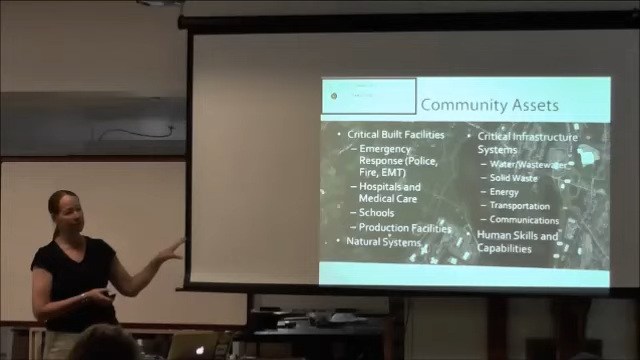 Community Assets
• Critical Built Facilities
– Emergency
Response (Police,
Fire, EMT)
– Hospitals and
Medical Care
– Schools
– Production Facilities
• Natural Systems
• Critical Infrastructure
Systems
– Water/Wastewater
– Solid Waste
– Energy
– Transportation
– Communications
• Human Skills and
Capabilities